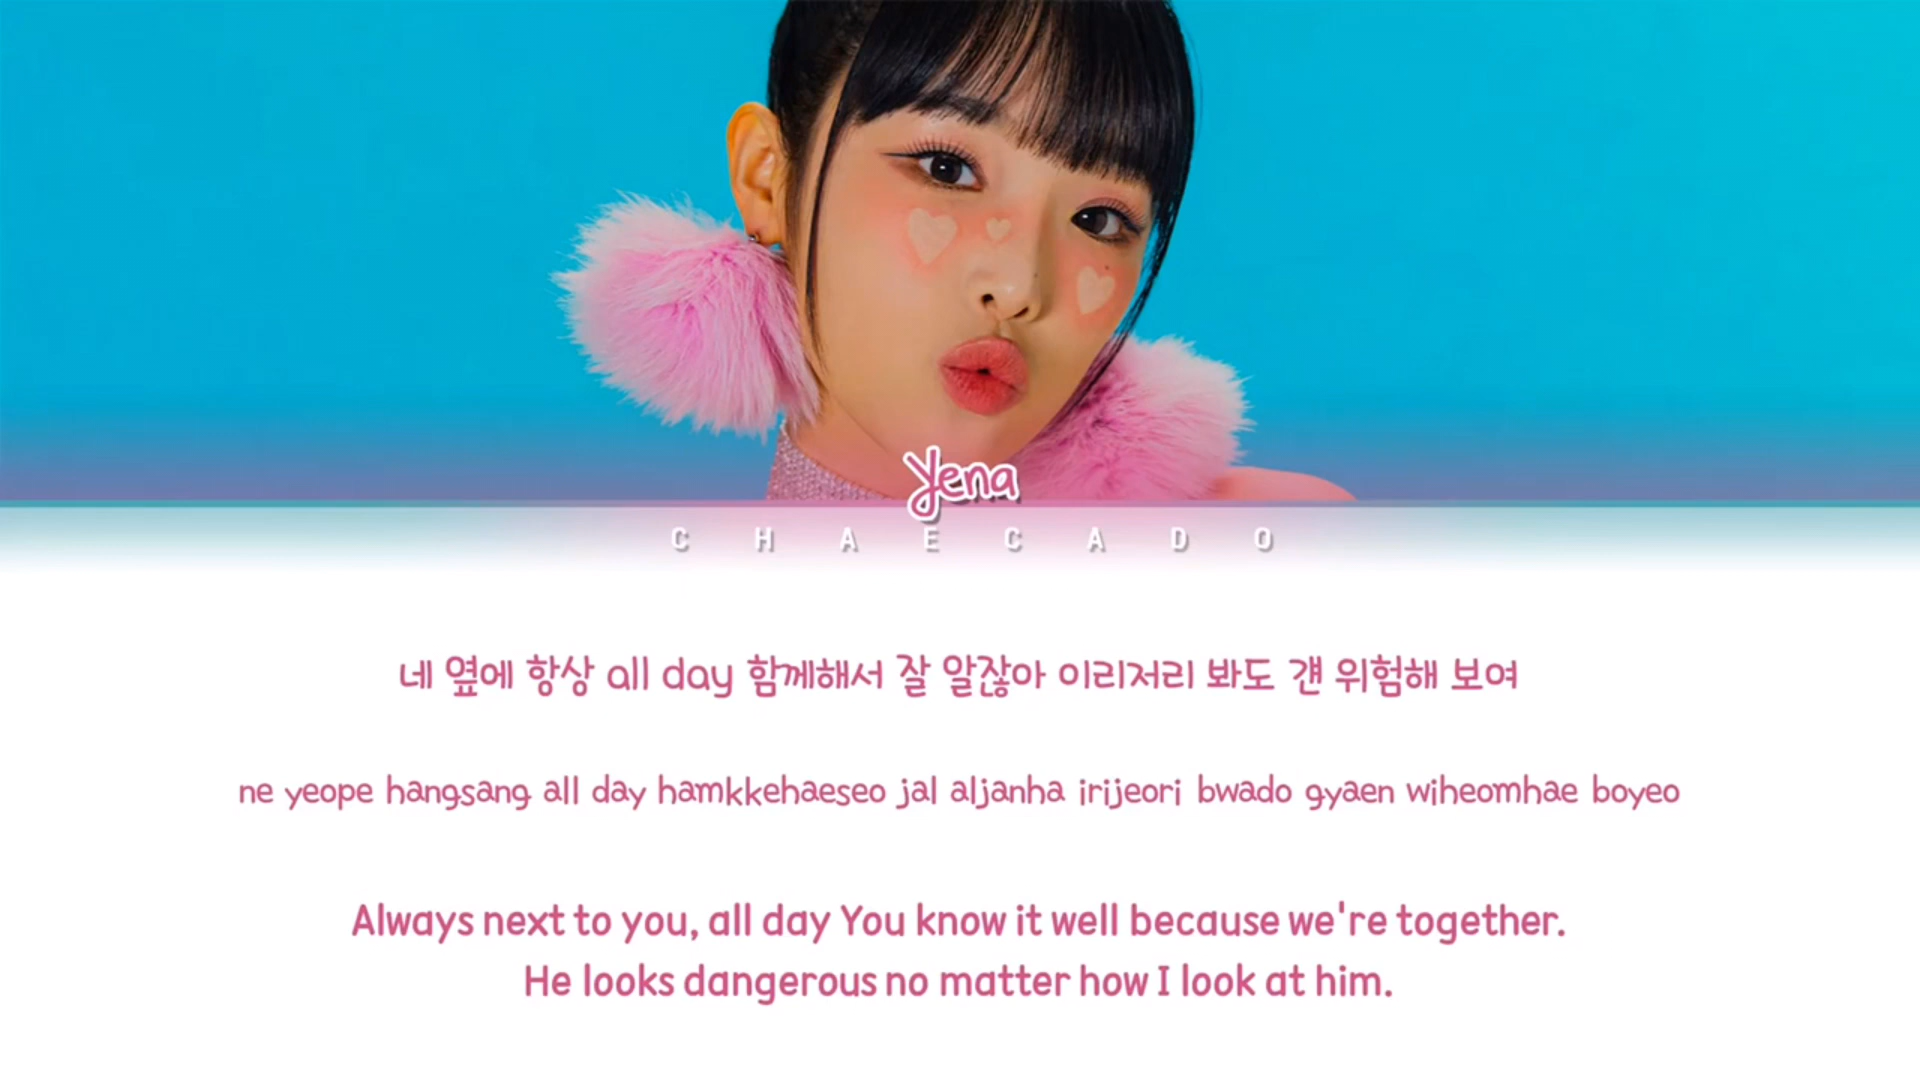 Yena
CHAECADO
네 옆에 항상 all day 함께해서 잘 알잖아 이리저리 봐도 걘 위험해 보여
ne yeope hangsang all day hamkkehaeseo jal aljanha irijeori bwado gyaen wiheomhae boyeo
Always next to you, all day You know it well because we're together.
He looks dangerous no matter how I look at him.